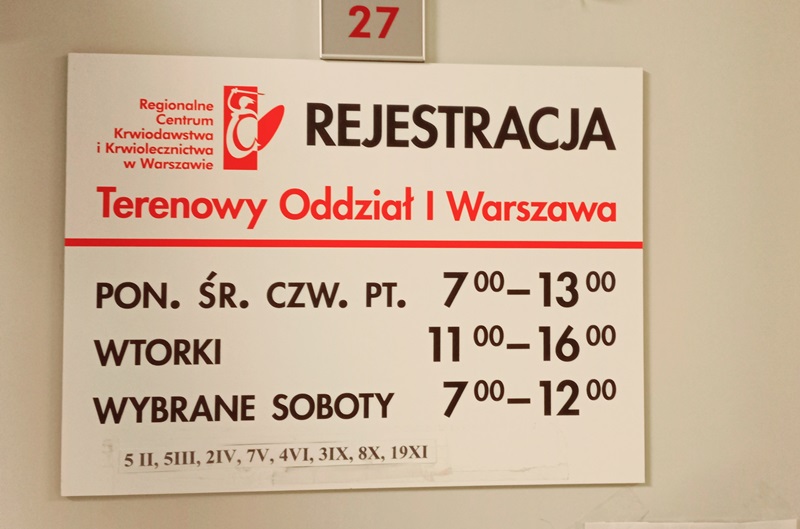 27
Regionalne
Centrum
Krwiodawstwa
i Krwiolecznictwa
w Warszawie
REJESTRACJA
Terenowy Oddział I Warszawa
PON. ŚR. CZW. PT. 7⁰⁰–13⁰⁰
WTORKI 11⁰⁰–16⁰⁰
WYBRANE SOBOTY 7⁰⁰–12⁰⁰
5 II, 5III, 2IV, 7V, 4VI, 3IX, 8X, 19XI